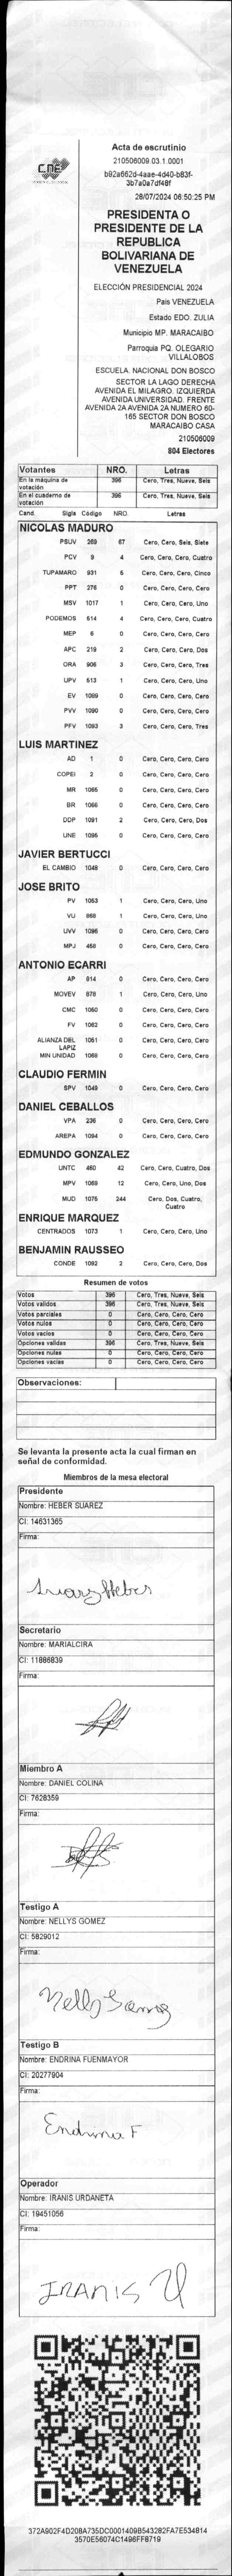 CNE
Acta de escrutinio
210506009.03.1.0001
b92a662d-4aae-4d40-b83f-
3b7a0a7df48f
28/07/2024 06:50:25 PM
PRESIDENTA O
PRESIDENTE DE LA
REPUBLICA
BOLIVARIANA DE
VENEZUELA
ELECCIÓN PRESIDENCIAL 2024
Pais VENEZUELA
Estado EDO. ZULIA
Municipio MP. MARACAIBO
Parroquia PQ. OLEGARIO
VILLALOBOS
ESCUELA. NACIONAL DON BOSCO
SECTOR LA LAGO DERECHA
AVENIDA EL MILAGRO. IZQUIERDA
AVENIDA UNIVERSIDAD. FRENTE
AVENIDA 2A AVENIDA 2A NUMERO 60-
165 SECTOR DON BOSCO
MARACAIBO CASA
210506009
804 Electores
Votantes NRO. Letras
En la máquina de votación 396 Cero, Tres, Nueve, Seis
En el cuaderno de votación 396 Cero, Tres, Nueve, Seis
Cand. Sigla Código NRO. Letras
NICOLAS MADURO
PSUV 269 67 Cero, Cero, Seis, Siete
PCV 9 4 Cero, Cero, Cero, Cuatro
TUPAMARO 931 5 Cero, Cero, Cero, Cinco
PPT 276 0 Cero, Cero, Cero, Cero
MSV 1017 1 Cero, Cero, Cero, Uno
PODEMOS 514 4 Cero, Cero, Cero, Cuatro
MEP 6 0 Cero, Cero, Cero, Cero
APC 219 2 Cero, Cero, Cero, Dos
ORA 906 3 Cero, Cero, Cero, Tres
UPV 513 1 Cero, Cero, Cero, Uno
EV 1089 0 Cero, Cero, Cero, Cero
PVV 1090 0 Cero, Cero, Cero, Cero
PFV 1093 3 Cero, Cero, Cero, Tres
LUIS MARTINEZ
AD 1 0 Cero, Cero, Cero, Cero
COPEI 2 0 Cero, Cero, Cero, Cero
MR 1065 0 Cero, Cero, Cero, Cero
BR 1066 0 Cero, Cero, Cero, Cero
DDP 1091 2 Cero, Cero, Cero, Dos
UNE 1095 0 Cero, Cero, Cero, Cero
JAVIER BERTUCCI
EL CAMBIO 1048 0 Cero, Cero, Cero, Cero
JOSE BRITO
PV 1053 1 Cero, Cero, Cero, Uno
VU 868 1 Cero, Cero, Cero, Uno
UVV 1096 0 Cero, Cero, Cero, Cero
MPJ 458 0 Cero, Cero, Cero, Cero
ANTONIO ECARRI
AP 814 0 Cero, Cero, Cero, Cero
MOVEV 878 1 Cero, Cero, Cero, Uno
CMC 1050 0 Cero, Cero, Cero, Cero
FV 1062 0 Cero, Cero, Cero, Cero
ALIANZA DEL LAPIZ 1051 0 Cero, Cero, Cero, Cero
MIN UNIDAD 1068 0 Cero, Cero, Cero, Cero
CLAUDIO FERMIN
SPV 1049 0 Cero, Cero, Cero, Cero
DANIEL CEBALLOS
VPA 236 0 Cero, Cero, Cero, Cero
AREPA 1094 0 Cero, Cero, Cero, Cero
EDMUNDO GONZALEZ
UNTC 460 42 Cero, Cero, Cuatro, Dos
MPV 1069 12 Cero, Cero, Uno, Dos
MUD 1075 244 Cero, Dos, Cuatro, Cuatro
ENRIQUE MARQUEZ
CENTRADOS 1073 1 Cero, Cero, Cero, Uno
BENJAMIN RAUSSEO
CONDE 1092 2 Cero, Cero, Cero, Dos
Resumen de votos
Votos 396 Cero, Tres, Nueve, Seis
Votos validos 396 Cero, Tres, Nueve, Seis
Votos parciales 0 Cero, Cero, Cero, Cero
Votos nulos 0 Cero, Cero, Cero, Cero
Votos vacios 0 Cero, Cero, Cero, Cero
Opciones validas 396 Cero, Tres, Nueve, Seis
Opciones nulas 0 Cero, Cero, Cero, Cero
Opciones vacias 0 Cero, Cero, Cero, Cero
Observaciones:
Se levanta la presente acta la cual firman en
señal de conformidad.
Miembros de la mesa electoral
Presidente
Nombre: HEBER SUAREZ
CI: 14631365
Firma:
Suarez Heber
Secretario
Nombre: MARIALCIRA
CI: 11886839
Firma:
Miembro A
Nombre: DANIEL COLINA
CI: 7628359
Firma:
Testigo A
Nombre: NELLYS GOMEZ
CI: 5829012
Firma:
Testigo B
Nombre: ENDRINA FUENMAYOR
CI: 20277904
Firma:
Endrina F
Operador
Nombre: IRANIS URDANETA
CI: 19451056
Firma:
IRANIS U
372A902F4D208A735DC0001409B543282FA7E534814
3570E56074C1496FF8719